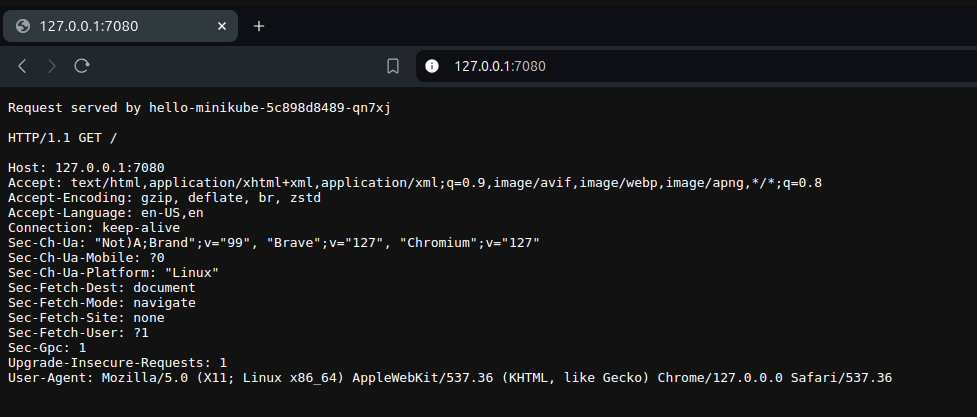 127.0.0.1:7080
127.0.0.1:7080
Request served by hello-minikube-5c898d8489-qn7xj
HTTP/1.1 GET /
Host: 127.0.0.1:7080
Accept: text/html,application/xhtml+xml,application/xml;q=0.9,image/avif,image/webp,image/apng,*/*;q=0.8
Accept-Encoding: gzip, deflate, br, zstd
Accept-Language: en-US,en
Connection: keep-alive
Sec-Ch-Ua: "Not)A;Brand";v="99", "Brave";v="127", "Chromium";v="127"
Sec-Ch-Ua-Mobile: ?0
Sec-Ch-Ua-Platform: "Linux"
Sec-Fetch-Dest: document
Sec-Fetch-Mode: navigate
Sec-Fetch-Site: none
Sec-Fetch-User: ?1
Sec-Gpc: 1
Upgrade-Insecure-Requests: 1
User-Agent: Mozilla/5.0 (X11; Linux x86_64) AppleWebKit/537.36 (KHTML, like Gecko) Chrome/127.0.0.0 Safari/537.36